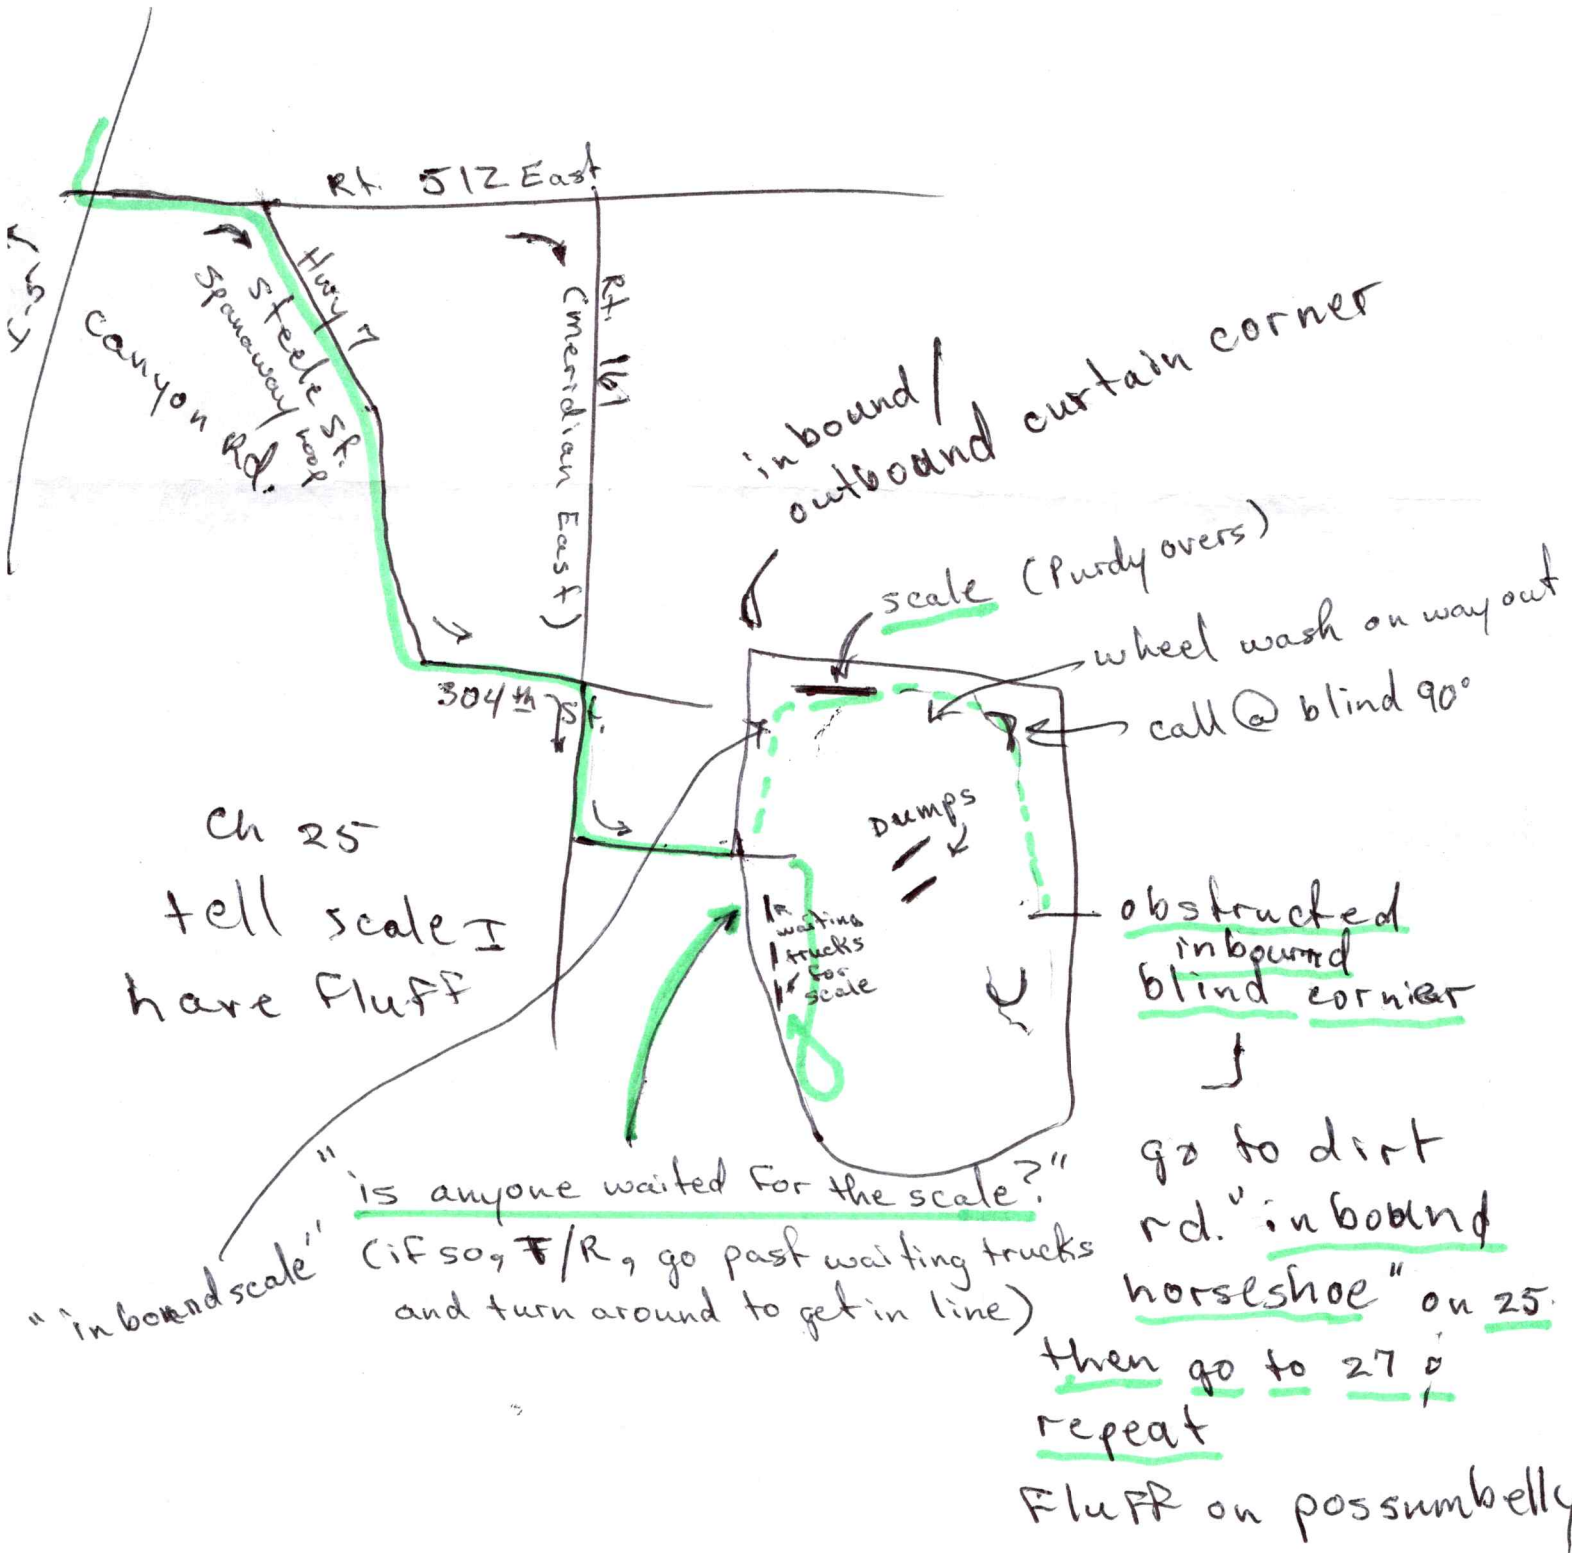 Rt. 512 East
I-5
Hwy 7
Steele St.
Spanaway loop
Canyon Rd.
Rt. 161
(meridian East)
inbound/
outbound curtain corner
scale (Purdy overs)
wheel wash on way out
call @ blind 90°
304th St.
Dumps
waiting
trucks
for
scale
Ch 25
tell scale I
have Fluff
obstructed
inbound
blind corner
"is anyone waited for the scale?"
(if so, T/R, go past waiting trucks
and turn around to get in line)
"inbound scale"
go to dirt
rd. "inbound
horseshoe" on 25
then go to 27 ;
repeat
Fluff on possumbelly